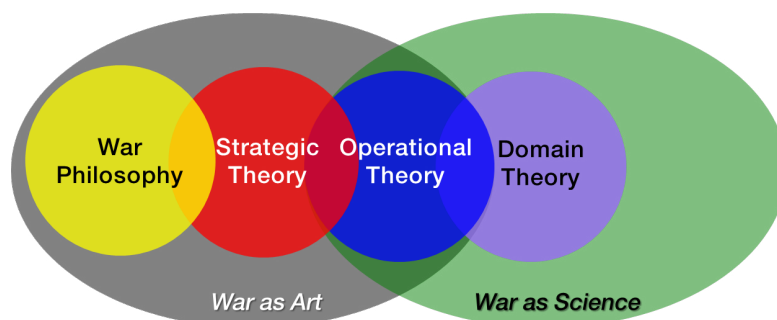 War
Philosophy
Strategic
Theory
Operational
Theory
Domain
Theory
War as Art
War as Science